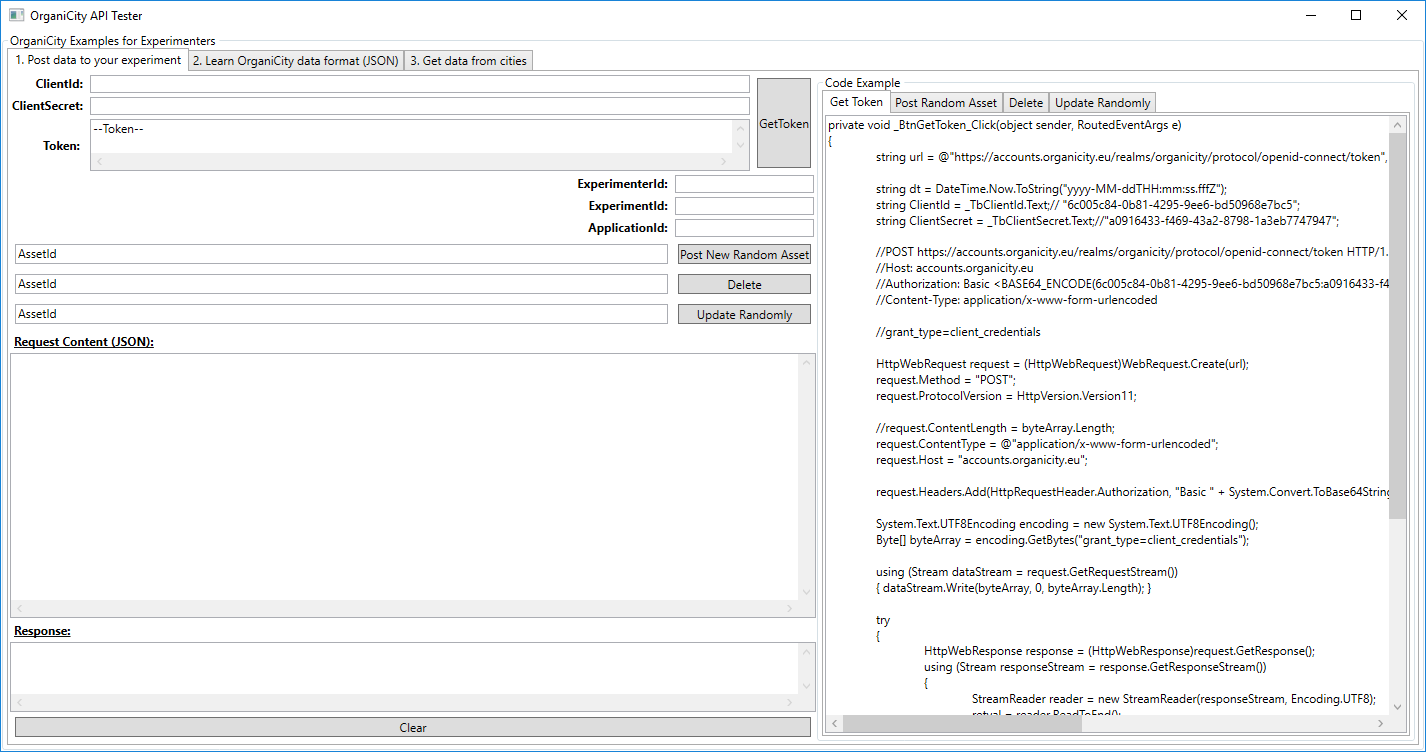 OrganiCity API Tester
OrganiCity Examples for Experimenters
1. Post data to your experiment
2. Learn OrganiCity data format (JSON)
3. Get data from cities
ClientId:
ClientSecret:
Token:
--Token--
GetToken
ExperimenterId:
ExperimentId:
ApplicationId:
AssetId
Post New Random Asset
AssetId
Delete
AssetId
Update Randomly
Request Content (JSON):
Response:
Clear
Code Example
Get Token
Post Random Asset
Delete
Update Randomly
private void _BtnGetToken_Click(object sender, RoutedEventArgs e)
{
string url = @"https://accounts.organicity.eu/realms/organicity/protocol/openid-connect/token",
string dt = DateTime.Now.ToString("yyyy-MM-ddTHH:mm:ss.fffZ");
string ClientId = _TbClientId.Text;// "6c005c84-0b81-4295-9ee6-bd50968e7bc5";
string ClientSecret = _TbClientSecret.Text;//"a0916433-f469-43a2-8798-1a3eb7747947";
//POST https://accounts.organicity.eu/realms/organicity/protocol/openid-connect/token HTTP/1.
//Host: accounts.organicity.eu
//Authorization: Basic <BASE64_ENCODE(6c005c84-0b81-4295-9ee6-bd50968e7bc5:a0916433-f4
//Content-Type: application/x-www-form-urlencoded
//grant_type=client_credentials
HttpWebRequest request = (HttpWebRequest)WebRequest.Create(url);
request.Method = "POST";
request.ProtocolVersion = HttpVersion.Version11;
//request.ContentLength = byteArray.Length;
request.ContentType = @"application/x-www-form-urlencoded";
request.Host = "accounts.organicity.eu";
request.Headers.Add(HttpRequestHeader.Authorization, "Basic " + System.Convert.ToBase64String
System.Text.UTF8Encoding encoding = new System.Text.UTF8Encoding();
Byte[] byteArray = encoding.GetBytes("grant_type=client_credentials");
using (Stream dataStream = request.GetRequestStream())
{ dataStream.Write(byteArray, 0, byteArray.Length); }
try
{
HttpWebResponse response = (HttpWebResponse)request.GetResponse();
using (Stream responseStream = response.GetResponseStream())
{
StreamReader reader = new StreamReader(responseStream, Encoding.UTF8);
retval = reader.ReadToEnd();